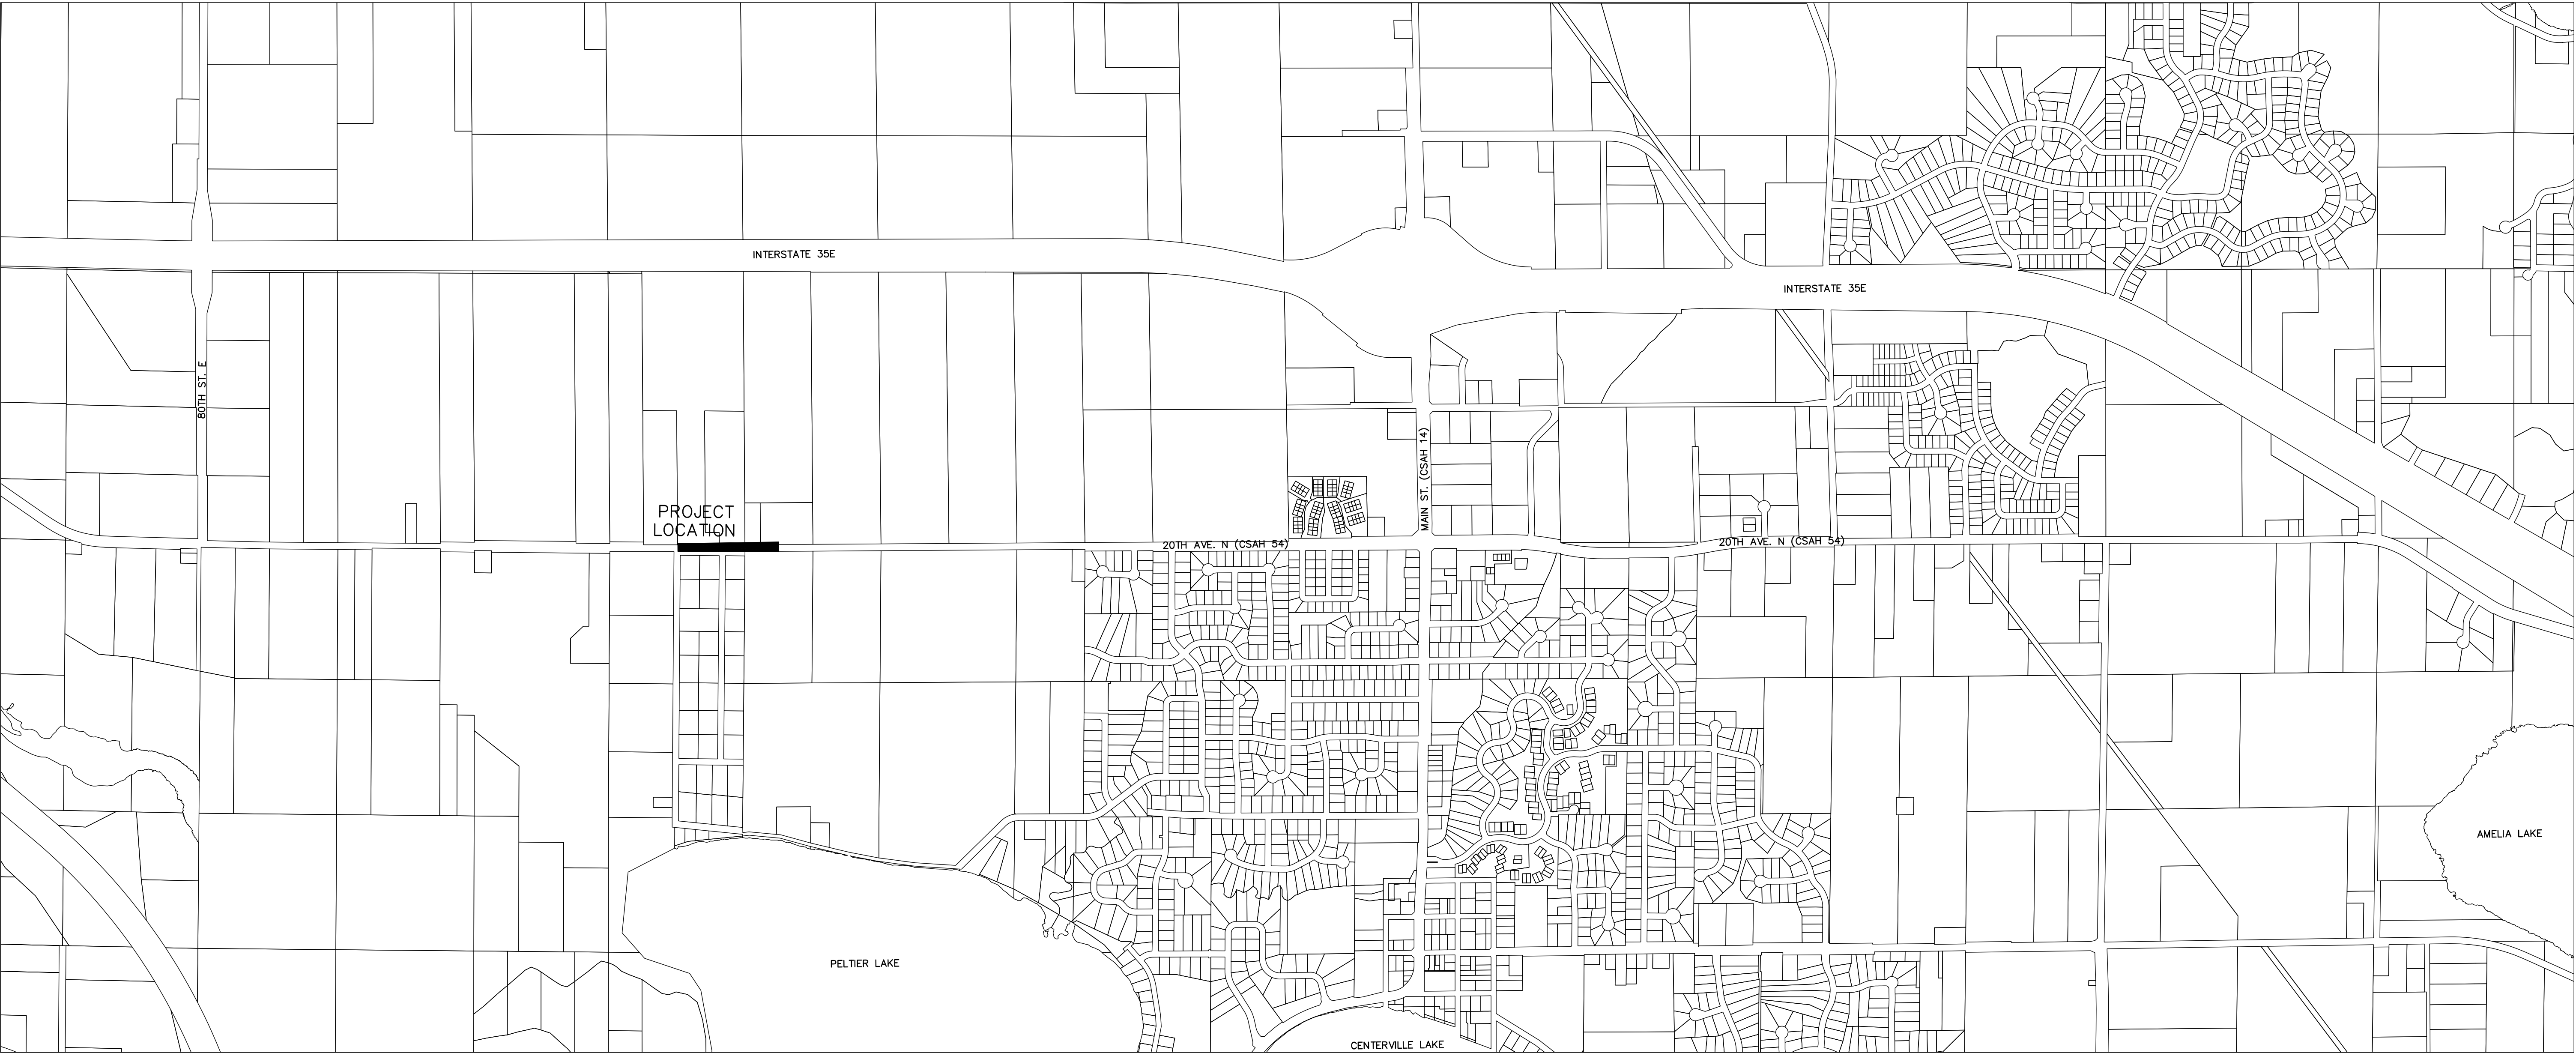 INTERSTATE 35E
INTERSTATE 35E
80TH ST. E
MAIN ST. (CSAH 14)
PROJECT
LOCATION
20TH AVE. N (CSAH 54)
20TH AVE. N (CSAH 54)
AMELIA LAKE
PELTIER LAKE
CENTERVILLE LAKE